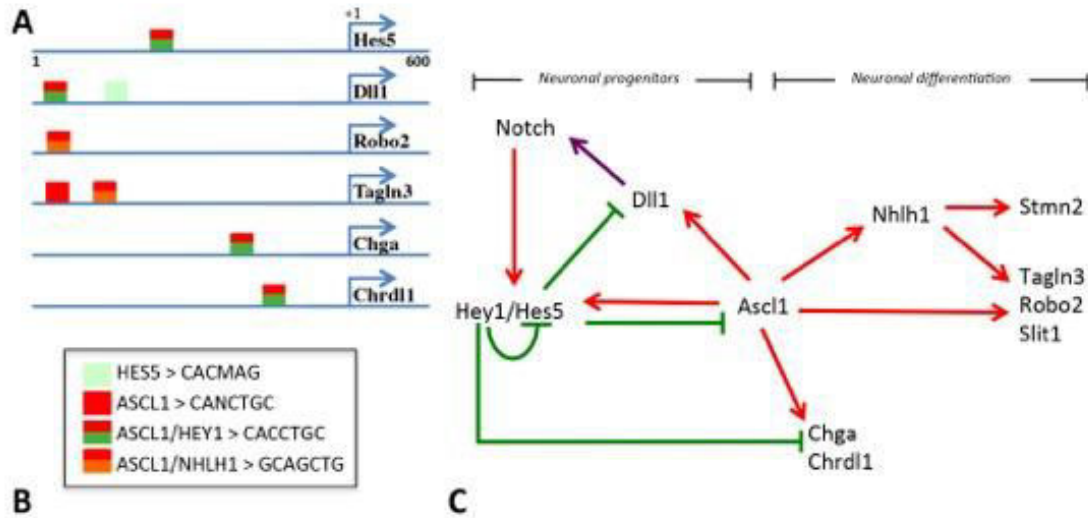 A
+1
Hes5
1
600
Dll1
Robo2
Tagln3
Chga
Chrdl1
HES5 > CACMAG
ASCL1 > CANCTGC
ASCL1/HEY1 > CACCTGC
ASCL1/NHLH1 > GCAGCTG
B
Neuronal progenitors
Neuronal differentiation
Notch
Dll1
Nhlh1
Stmn2
Tagln3
Hey1/Hes5
Ascl1
Robo2
Slit1
Chga
Chrdl1
C